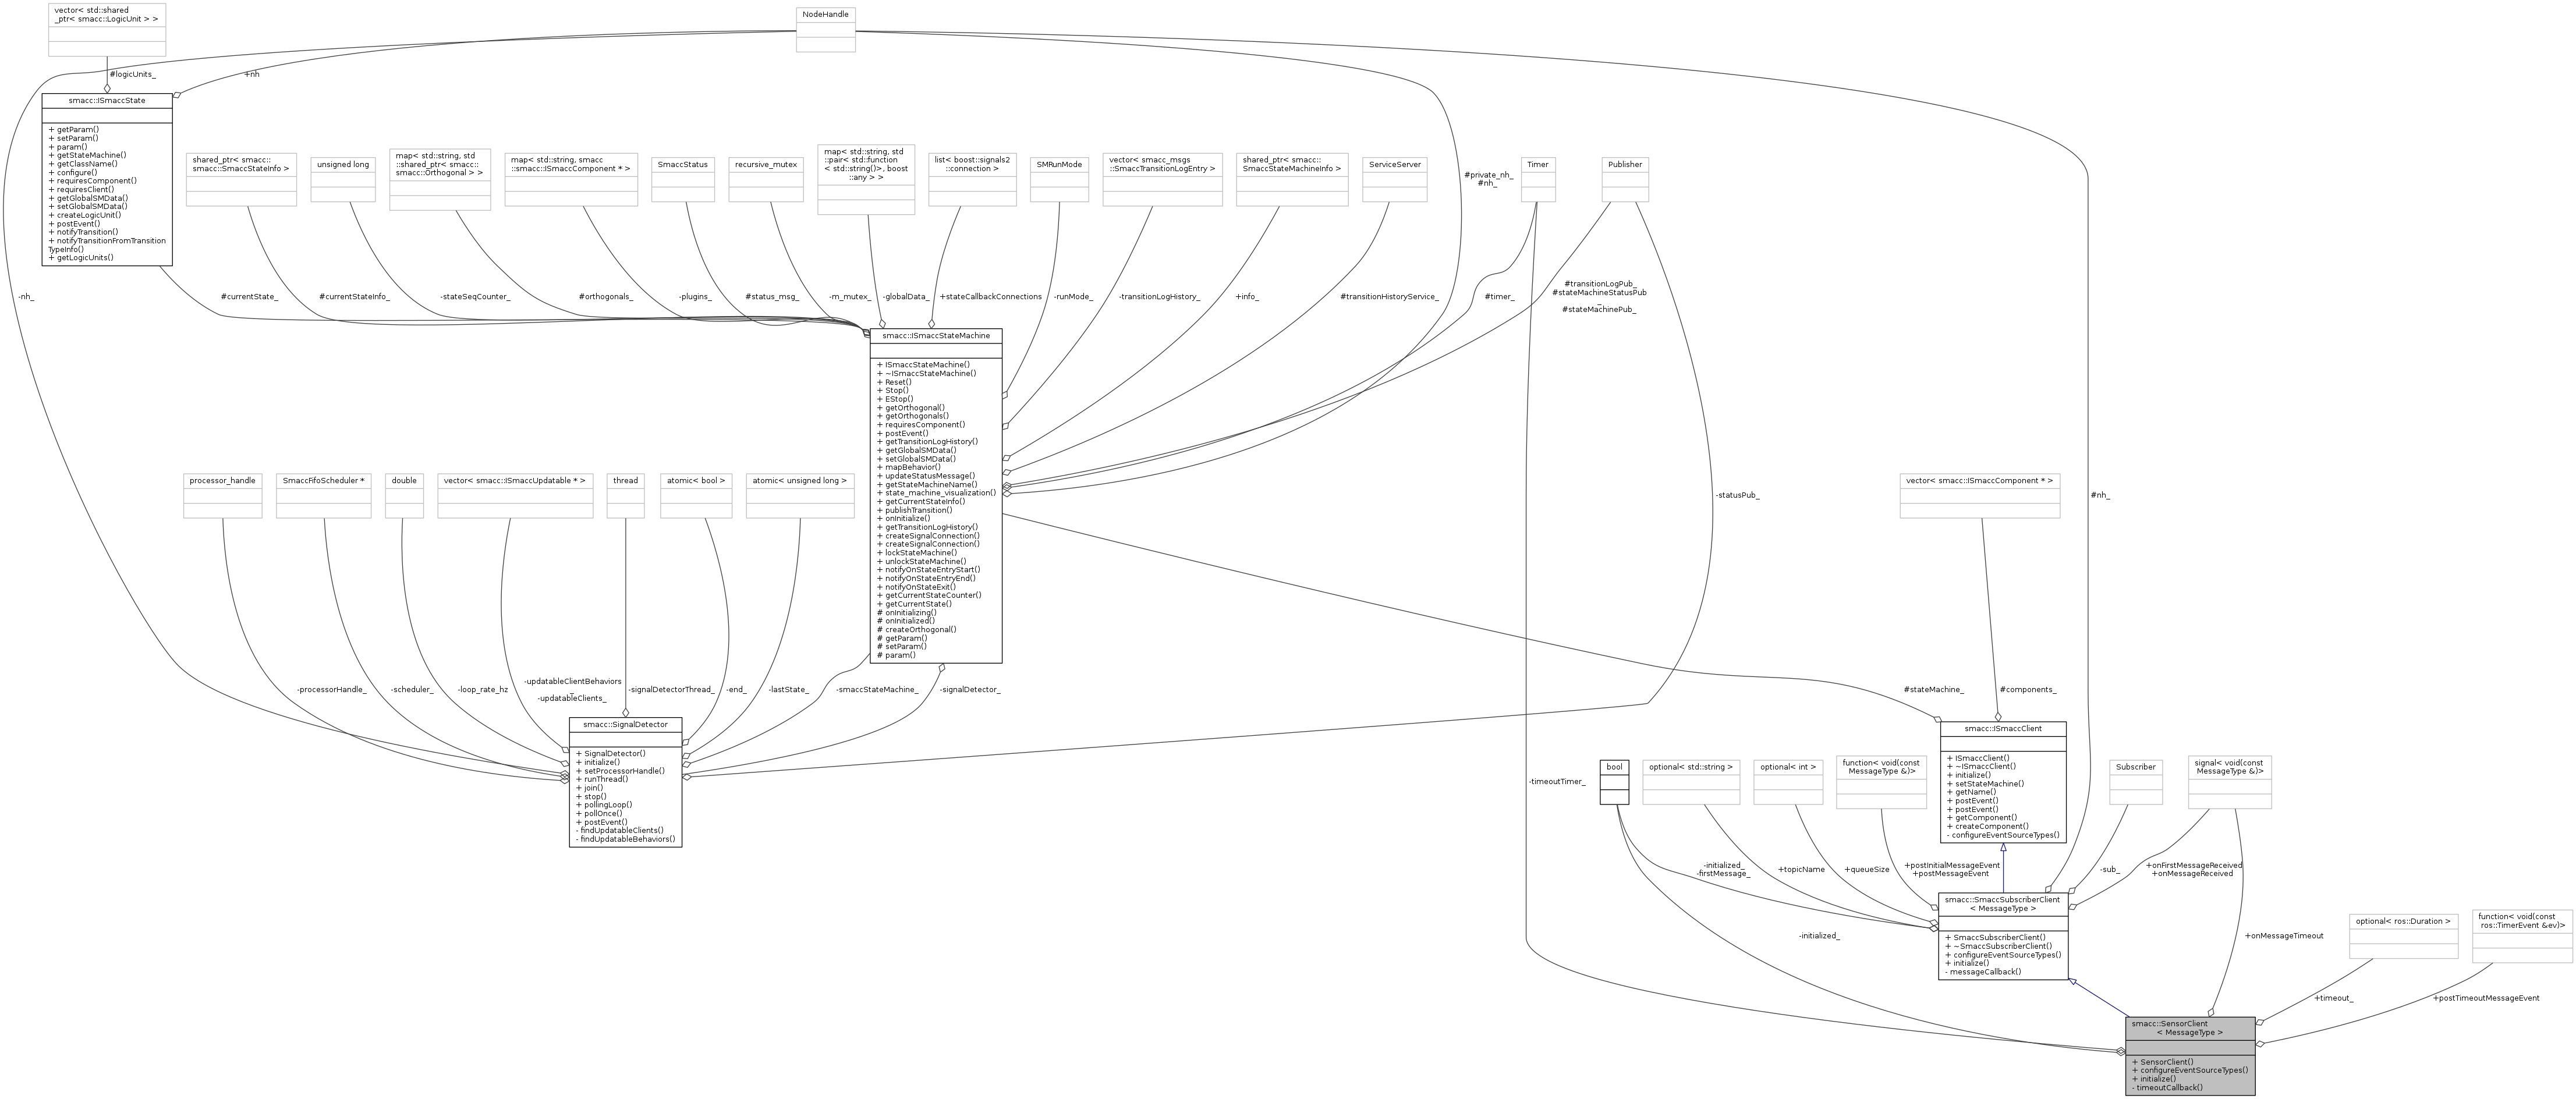 vector< std::shared
_ptr< smacc::LogicUnit > >
NodeHandle
#logicUnits_
+nh
smacc::ISmaccState
+ getParam()
+ setParam()
+ param()
+ getStateMachine()
+ getClassName()
+ configure()
+ requiresComponent()
+ requiresClient()
+ getGlobalSMData()
+ setGlobalSMData()
+ createLogicUnit()
+ postEvent()
+ notifyTransition()
+ notifyTransitionFromTransition
TypeInfo()
+ getLogicUnits()
shared_ptr< smacc::
smacc::SmaccStateInfo >
unsigned long
map< std::string, std
::shared_ptr< smacc::
smacc::Orthogonal > >
map< std::string, smacc
::smacc::ISmaccComponent * >
SmaccStatus
recursive_mutex
map< std::string, std
::pair< std::function
< std::string()>, boost
::any > >
list< boost::signals2
::connection >
SMRunMode
vector< smacc_msgs
::SmaccTransitionLogEntry >
shared_ptr< smacc::
SmaccStateMachineInfo >
ServiceServer
#private_nh_
#nh_
Timer
Publisher
-nh_
#currentState_
#currentStateInfo_
-stateSeqCounter_
#orthogonals_
-plugins_
#status_msg_
-m_mutex_
-globalData_
+stateCallbackConnections
-runMode_
-transitionLogHistory_
+info_
#transitionHistoryService_
#timer_
#transitionLogPub_
#stateMachineStatusPub
_
#stateMachinePub_
smacc::ISmaccStateMachine
+ ISmaccStateMachine()
+ ~ISmaccStateMachine()
+ Reset()
+ Stop()
+ EStop()
+ getOrthogonal()
+ getOrthogonals()
+ requiresComponent()
+ postEvent()
+ getTransitionLogHistory()
+ getGlobalSMData()
+ setGlobalSMData()
+ mapBehavior()
+ updateStatusMessage()
+ getStateMachineName()
+ state_machine_visualization()
+ getCurrentStateInfo()
+ publishTransition()
+ onInitialize()
+ getTransitionLogHistory()
+ createSignalConnection()
+ createSignalConnection()
+ lockStateMachine()
+ unlockStateMachine()
+ notifyOnStateEntryStart()
+ notifyOnStateEntryEnd()
+ notifyOnStateExit()
+ getCurrentStateCounter()
+ getCurrentState()
# onInitializing()
# onInitialized()
# createOrthogonal()
# getParam()
# setParam()
# param()
processor_handle
SmaccFifoScheduler *
double
vector< smacc::ISmaccUpdatable * >
thread
atomic< bool >
atomic< unsigned long >
-statusPub_
vector< smacc::ISmaccComponent * >
#nh_
-processorHandle_
-scheduler_
-loop_rate_hz
-updatableClientBehaviors
_
-updatableClients_
-signalDetectorThread_
-end_
-lastState_
-smaccStateMachine_
-signalDetector_
#stateMachine_
#components_
smacc::SignalDetector
+ SignalDetector()
+ initialize()
+ setProcessorHandle()
+ runThread()
+ join()
+ stop()
+ pollingLoop()
+ pollOnce()
+ postEvent()
- findUpdatableClients()
- findUpdatableBehaviors()
smacc::ISmaccClient
+ ISmaccClient()
+ ~ISmaccClient()
+ initialize()
+ setStateMachine()
+ getName()
+ postEvent()
+ postEvent()
+ getComponent()
+ createComponent()
- configureEventSourceTypes()
-timeoutTimer_
bool
optional< std::string >
optional< int >
function< void(const
MessageType &)>
Subscriber
signal< void(const
MessageType &)>
-initialized_
-firstMessage_
+topicName
+queueSize
+postInitialMessageEvent
+postMessageEvent
-sub_
+onFirstMessageReceived
+onMessageReceived
smacc::SmaccSubscriberClient
< MessageType >
+ SmaccSubscriberClient()
+ ~SmaccSubscriberClient()
+ configureEventSourceTypes()
+ initialize()
- messageCallback()
-initialized_
+onMessageTimeout
optional< ros::Duration >
function< void(const
ros::TimerEvent &ev)>
+timeout_
+postTimeoutMessageEvent
smacc::SensorClient
< MessageType >
+ SensorClient()
+ configureEventSourceTypes()
+ initialize()
- timeoutCallback()